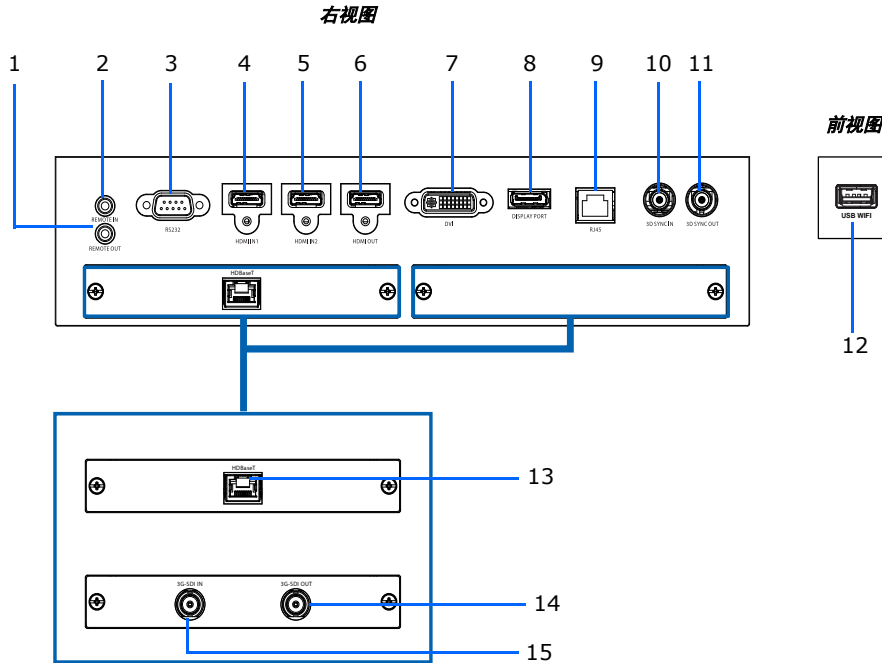 右视图
1 2 3 4 5 6 7 8 9 10 11
前视图
REMOTE IN
REMOTE OUT
RS232
HDMI IN1
HDMI IN2
HDMI OUT
DVI
DISPLAY PORT
RJ45
3D SYNC IN
3D SYNC OUT
USB WIFI
12
HDBaseT
HDBaseT
13
3G-SDI IN
3G-SDI OUT
14
15